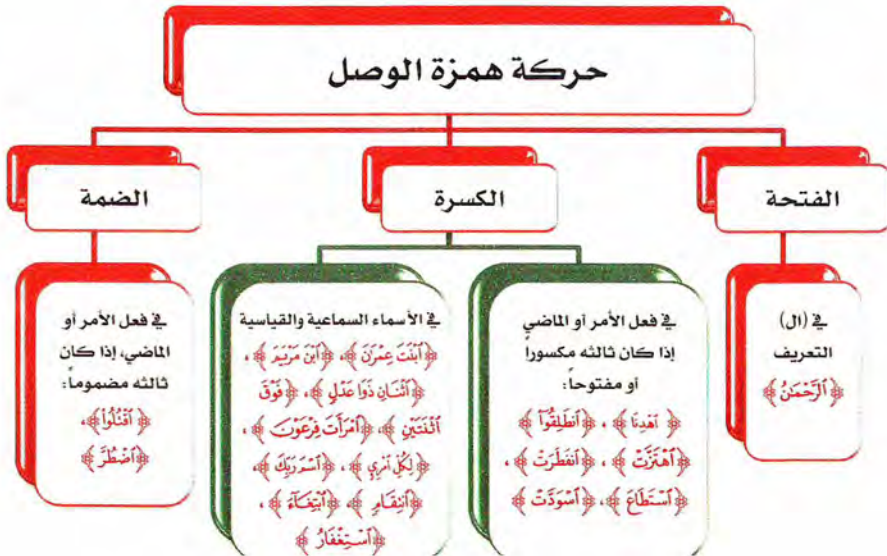 حركة همزة الوصل
الفتحة
في (ال)
التعريف
﴿ٱلرَّحْمَٰنُ﴾
الكسرة
في فعل الأمر أو الماضي
إذا كان ثالثه مكسوراً
أو مفتوحاً:
﴿ٱهْدِنَا﴾، ﴿ٱنطَلِقُوٓا۟﴾
﴿ٱهْتَزَّتْ﴾، ﴿ٱنفَطَرَتْ﴾،
﴿ٱسْتَطَاعَ﴾، ﴿ٱسْوَدَّتْ﴾
في الأسماء السماعية والقياسية
﴿ٱبْنَتَ عِمْرَٰنَ﴾، ﴿ٱبْنَ مَرْيَمَ﴾،
﴿ٱثْنَانِ ذَوَا عَدْلٍ﴾، ﴿فَوْقَ
ٱثْنَتَيْنِ﴾، ﴿ٱمْرَأَتَ فِرْعَوْنَ﴾،
﴿لِكُلِّ ٱمْرِئٍ﴾، ﴿ٱسْمَ رَبِّكَ﴾،
﴿ٱنتِقَامٍ﴾، ﴿ٱبْتِغَآءَ﴾،
﴿ٱسْتِغْفَارُ﴾
الضمة
في فعل الأمر أو
الماضي، إذا كان
ثالثه مضموماً:
﴿ٱقْتُلُوا۟﴾،
﴿ٱضْطُرَّ﴾